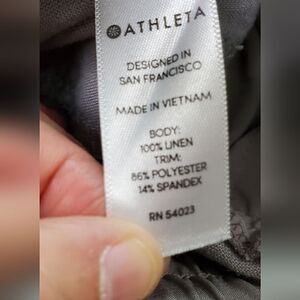 ATHLETA
DESIGNED IN
SAN FRANCISCO
MADE IN VIETNAM
BODY:
100% LINEN
TRIM:
86% POLYESTER
14% SPANDEX
RN 54023